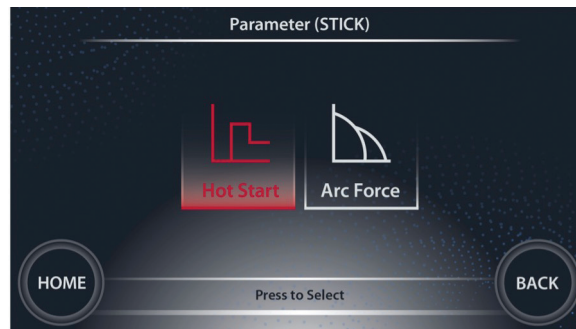 Parameter (STICK)
Hot Start
Arc Force
HOME
Press to Select
BACK